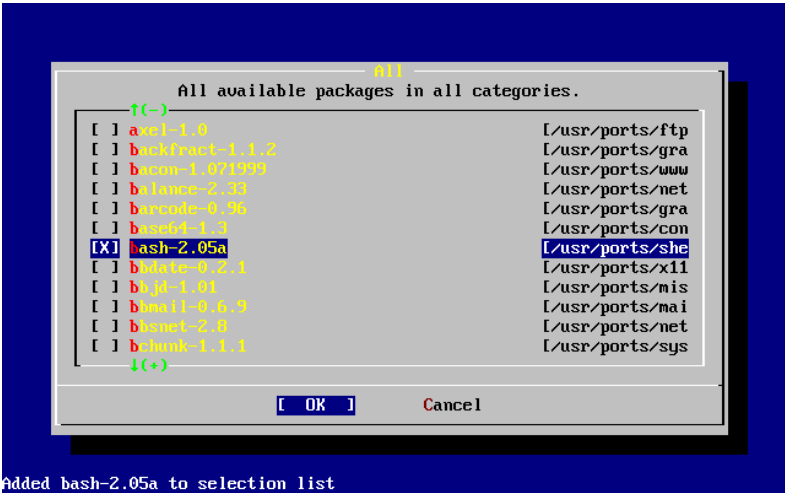 All
All available packages in all categories.
↑(-)
[ ] axel-1.0 [/usr/ports/ftp
[ ] backfract-1.1.2 [/usr/ports/gra
[ ] bacon-1.071999 [/usr/ports/www
[ ] balance-2.33 [/usr/ports/net
[ ] barcode-0.96 [/usr/ports/gra
[ ] base64-1.3 [/usr/ports/con
[X] bash-2.05a [/usr/ports/she
[ ] bbdate-0.2.1 [/usr/ports/x11
[ ] bbjd-1.01 [/usr/ports/mis
[ ] bbmail-0.6.9 [/usr/ports/mai
[ ] bbsnet-2.8 [/usr/ports/net
[ ] bchunk-1.1.1 [/usr/ports/sys
↓(+)
[ OK ] Cancel
Added bash-2.05a to selection list